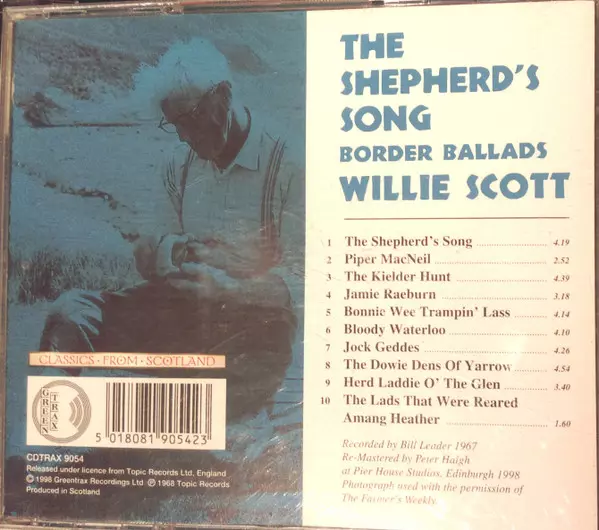 THE
SHEPHERD'S
SONG
BORDER BALLADS
WILLIE SCOTT
1 The Shepherd's Song 4.19
2 Piper MacNeil 2.52
3 The Kielder Hunt 4.39
4 Jamie Raeburn 3.18
5 Bonnie Wee Trampin' Lass 4.14
6 Bloody Waterloo 4.10
7 Jock Geddes 4.26
8 The Dowie Dens Of Yarrow 4.54
9 Herd Laddie O' The Glen 3.40
10 The Lads That Were Reared
Amang Heather 1.60
Recorded by Bill Leader 1967
Re-Mastered by Peter Haigh
at Pier House Studios, Edinburgh 1998
Photograph used with the permission of
The Farmer's Weekly.
CLASSICS · FROM · SCOTLAND
GREEN
TRAX
5 018081 905423
CDTRAX 9054
Released under licence from Topic Records Ltd, England
© 1998 Greentrax Recordings Ltd ℗ 1968 Topic Records
Produced in Scotland